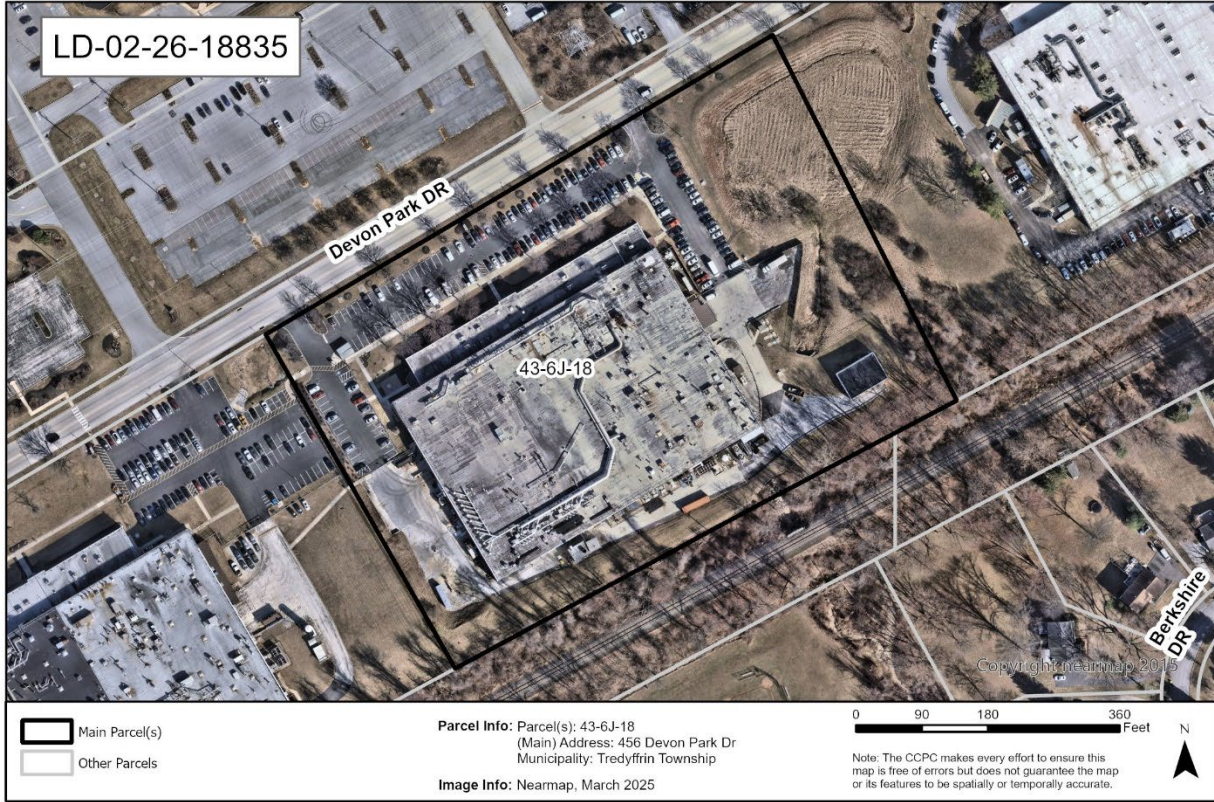 LD-02-26-18835
Devon Park DR
43-6J-18
Berkshire
DR
Copyright nearmap 2015
Main Parcel(s)
Other Parcels
Parcel Info: Parcel(s): 43-6J-18
(Main) Address: 456 Devon Park Dr
Municipality: Tredyffrin Township
Image Info: Nearmap, March 2025
0 90 180 360
Feet
N
Note: The CCPC makes every effort to ensure this
map is free of errors but does not guarantee the map
or its features to be spatially or temporally accurate.